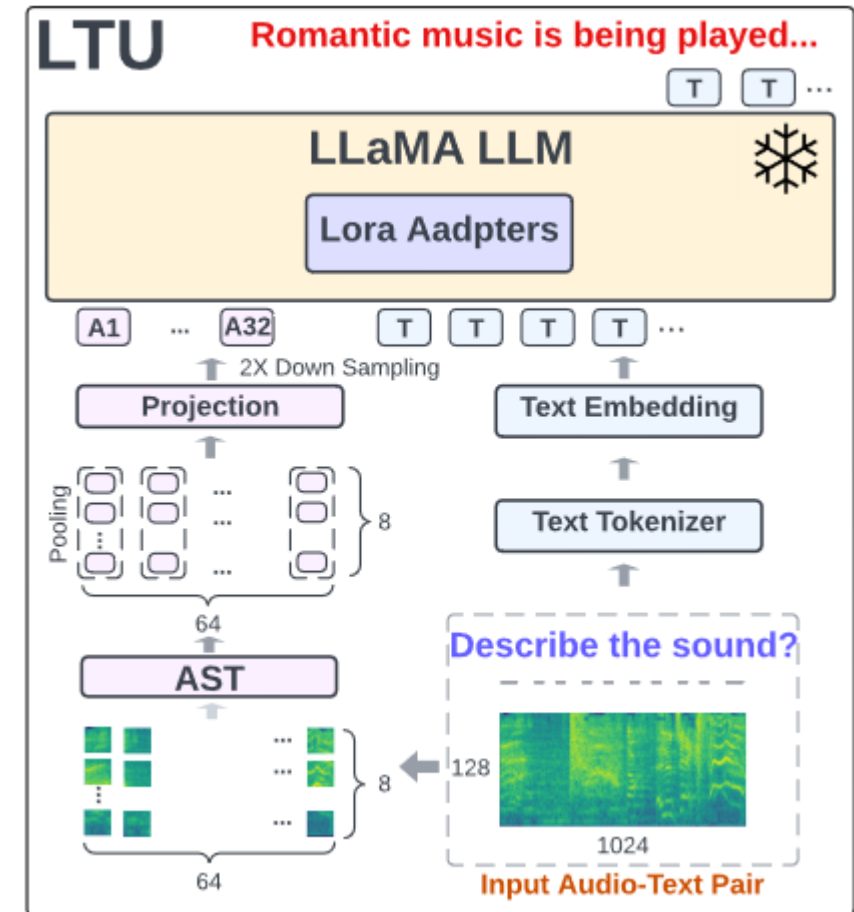 LTU
Romantic music is being played...
T T ...
LLaMA LLM
Lora Aadpters
A1 ... A32 T T T T ...
2X Down Sampling
Projection
Text Embedding
Pooling
...
...
...
...
8
Text Tokenizer
64
Describe the sound?
AST
...
...
...
...
8
128
1024
64
Input Audio-Text Pair